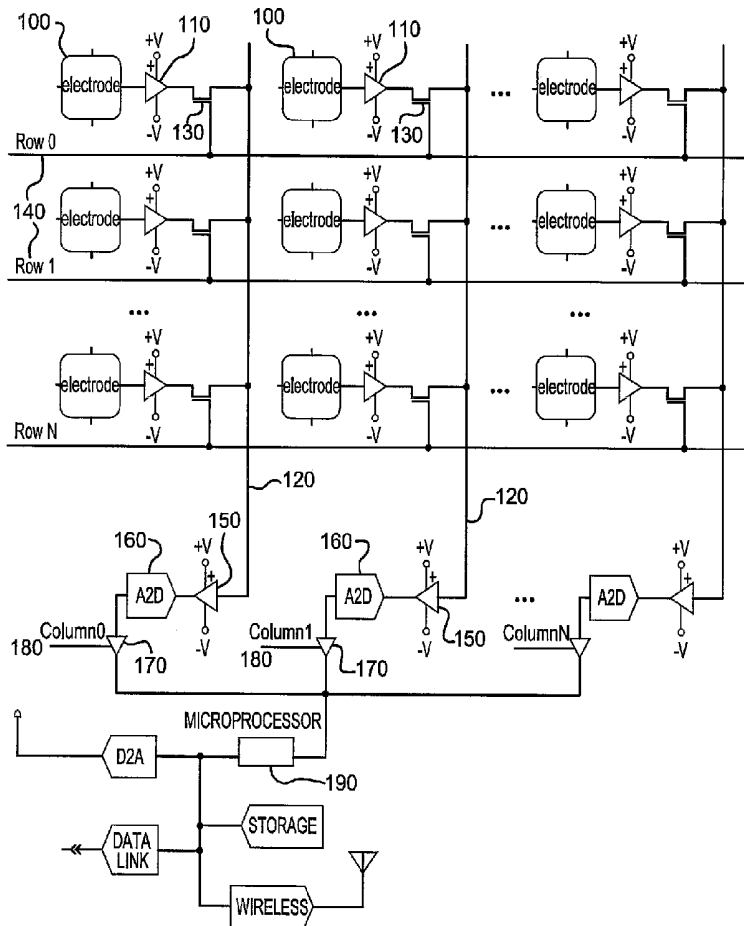 100 +V 110 100 +V 110 +V
electrode + electrode + ... electrode +
-V 130 -V 130 -V
Row 0
140 +V +V +V
electrode + electrode + ... electrode +
Row 1 -V -V -V
... ... ...
+V +V +V
electrode + electrode + ... electrode +
-V -V -V
Row N
120 120
160 +V 150 160 +V +V
A2D + A2D + ... A2D +
Column0 -V Column1 -V 150 ColumnN -V
180 170 180 170
MICROPROCESSOR
D2A
190
STORAGE
DATA
LINK
WIRELESS